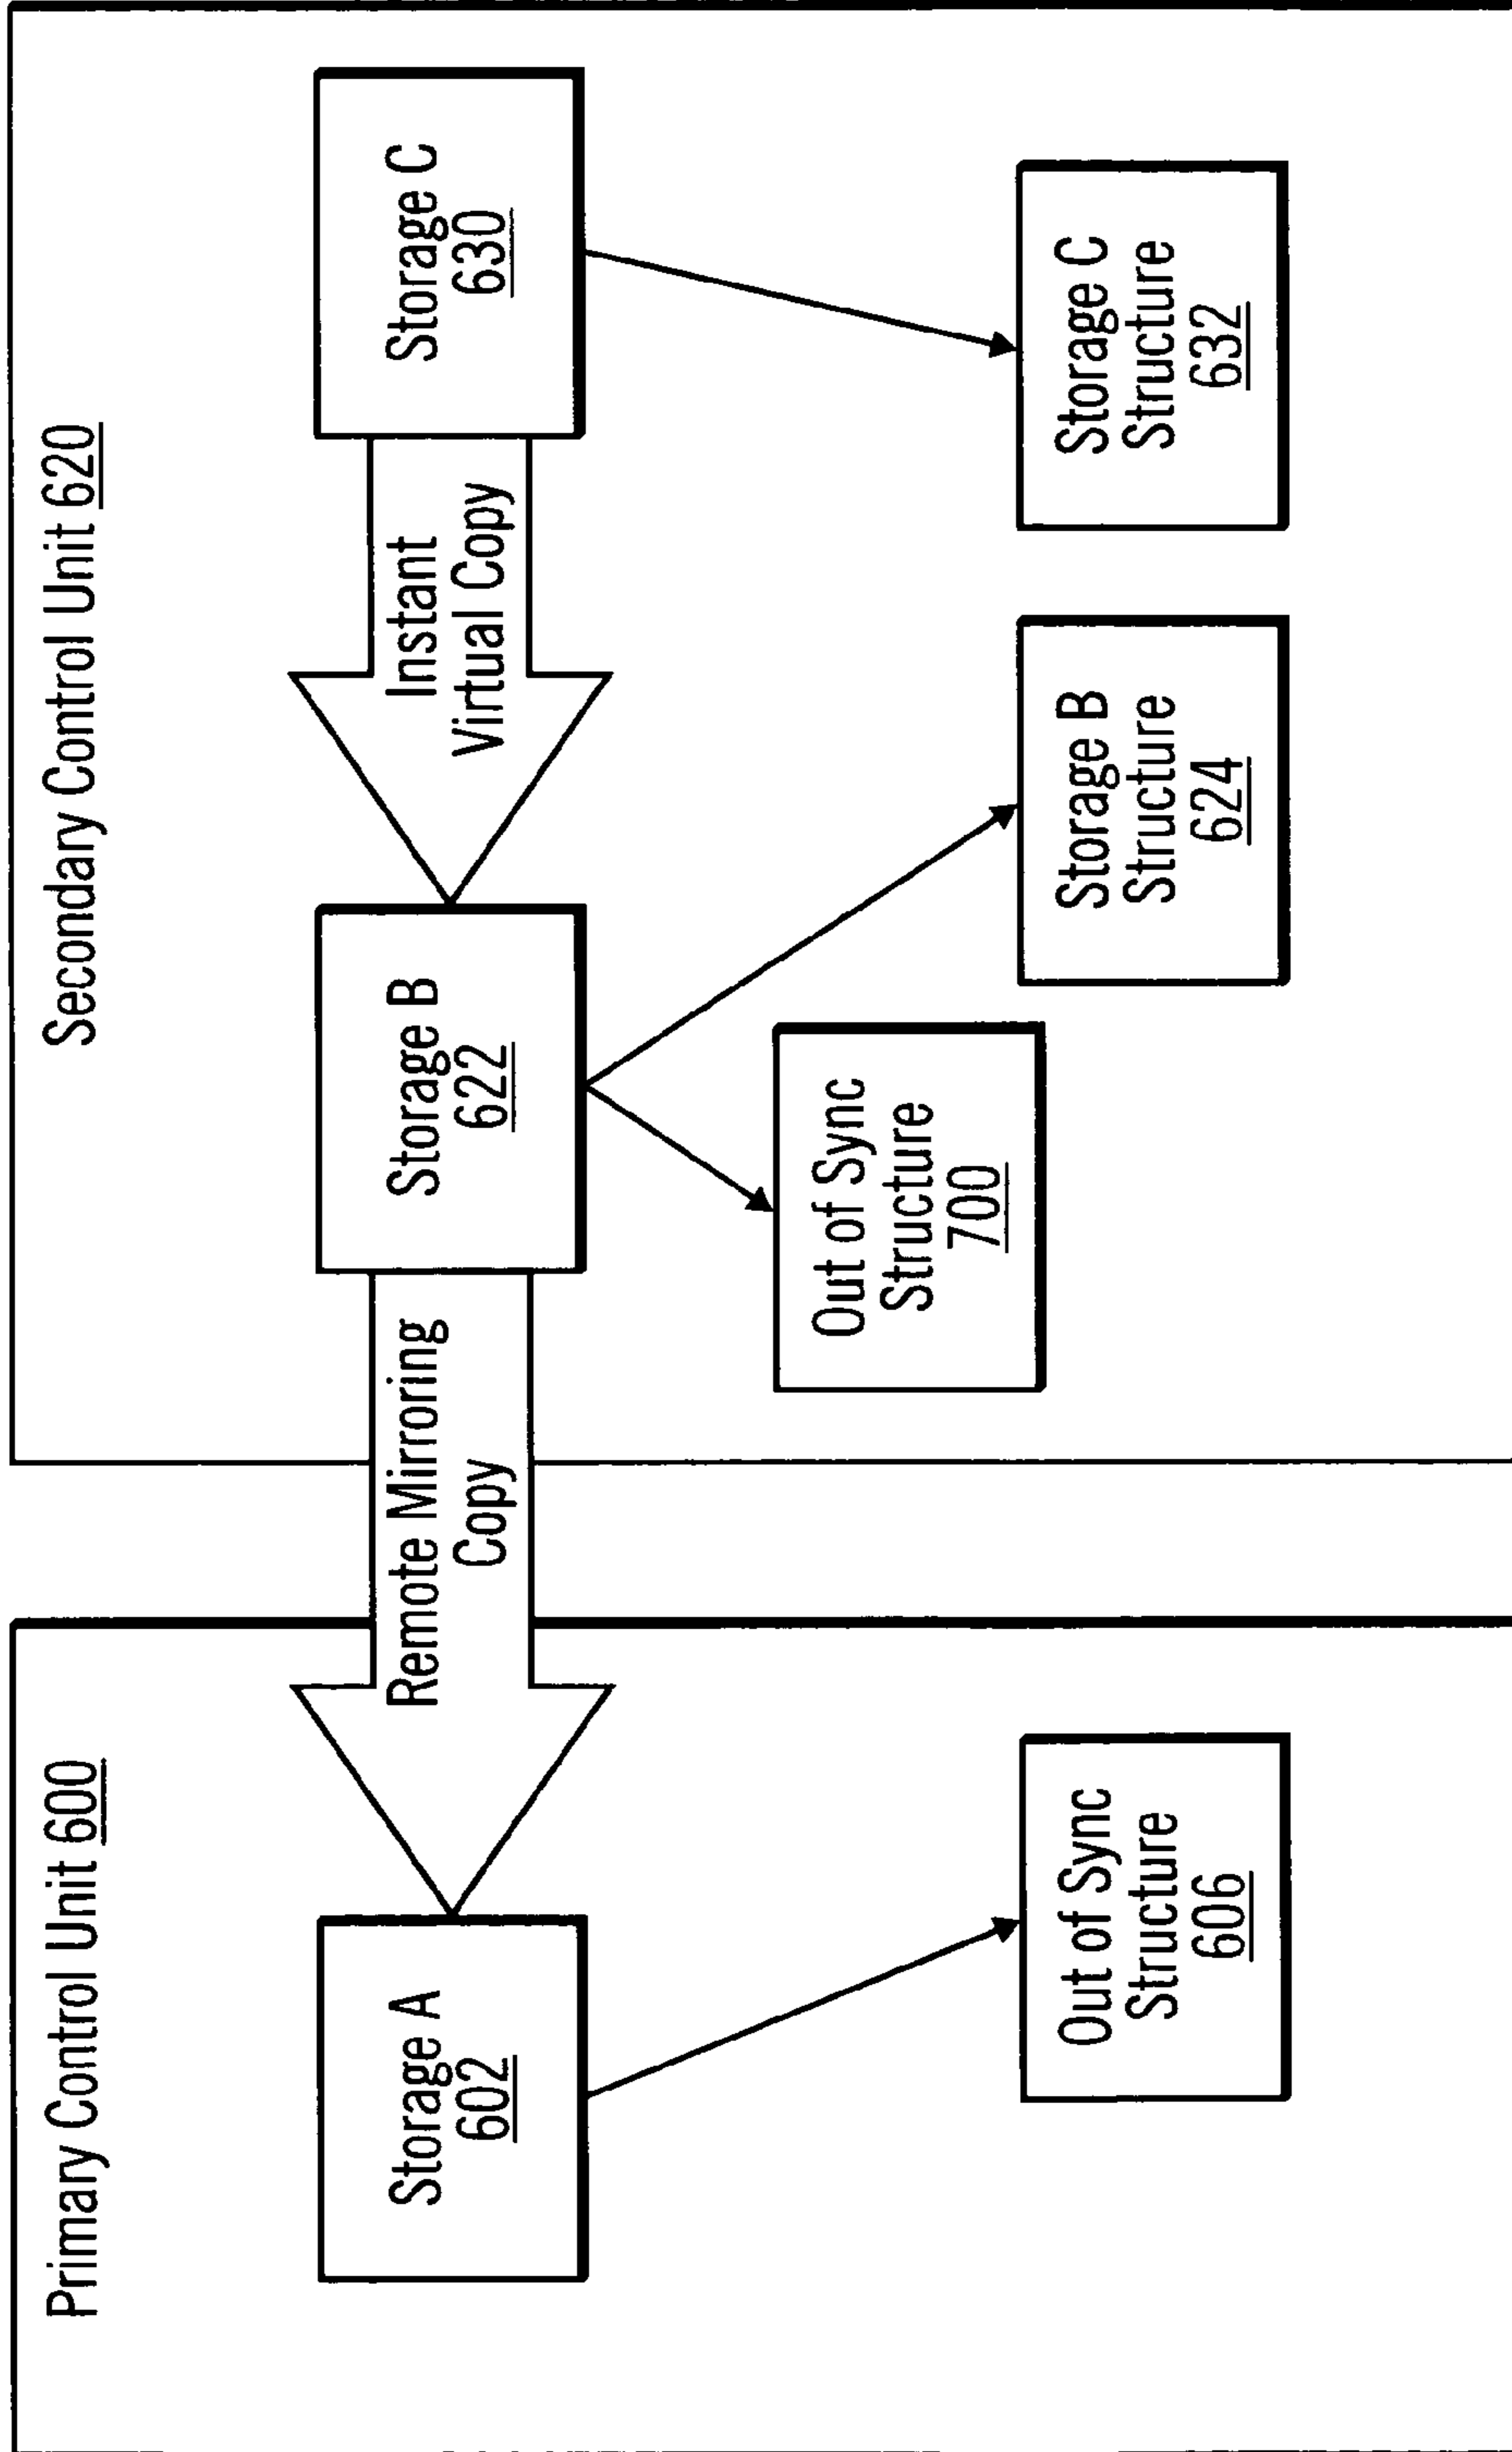 Primary Control Unit 600
Storage A
602
Out of Sync
Structure
606
Remote Mirroring
Copy
Secondary Control Unit 620
Storage B
622
Out of Sync
Structure
700
Storage B
Structure
624
Instant
Virtual Copy
Storage C
630
Storage C
Structure
632